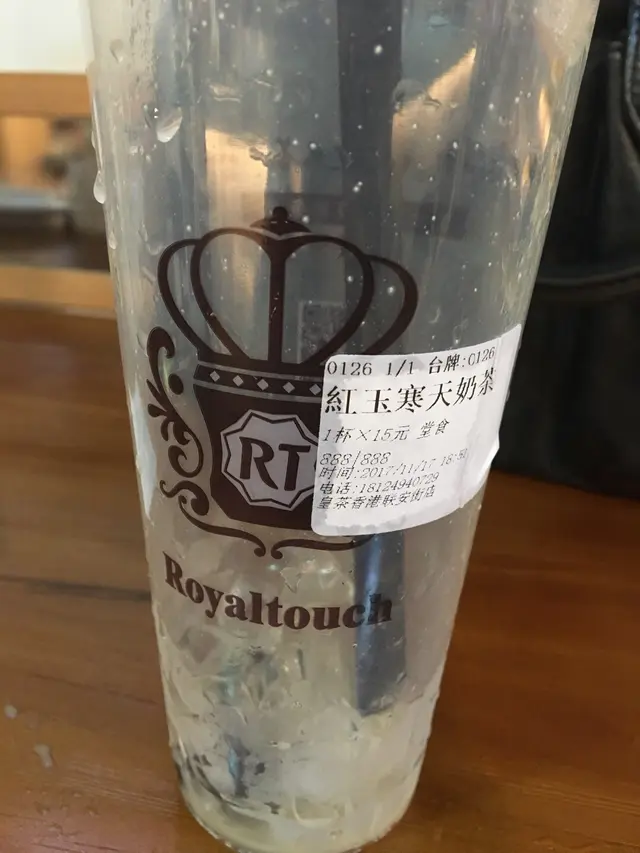 RT
Royaltouch
0126 1/1 台牌:0126
紅玉寒天奶茶
1杯×15元 堂食
888/888
时间:2017/11/17 18:51
电话:18124940729
皇茶香港联安街店